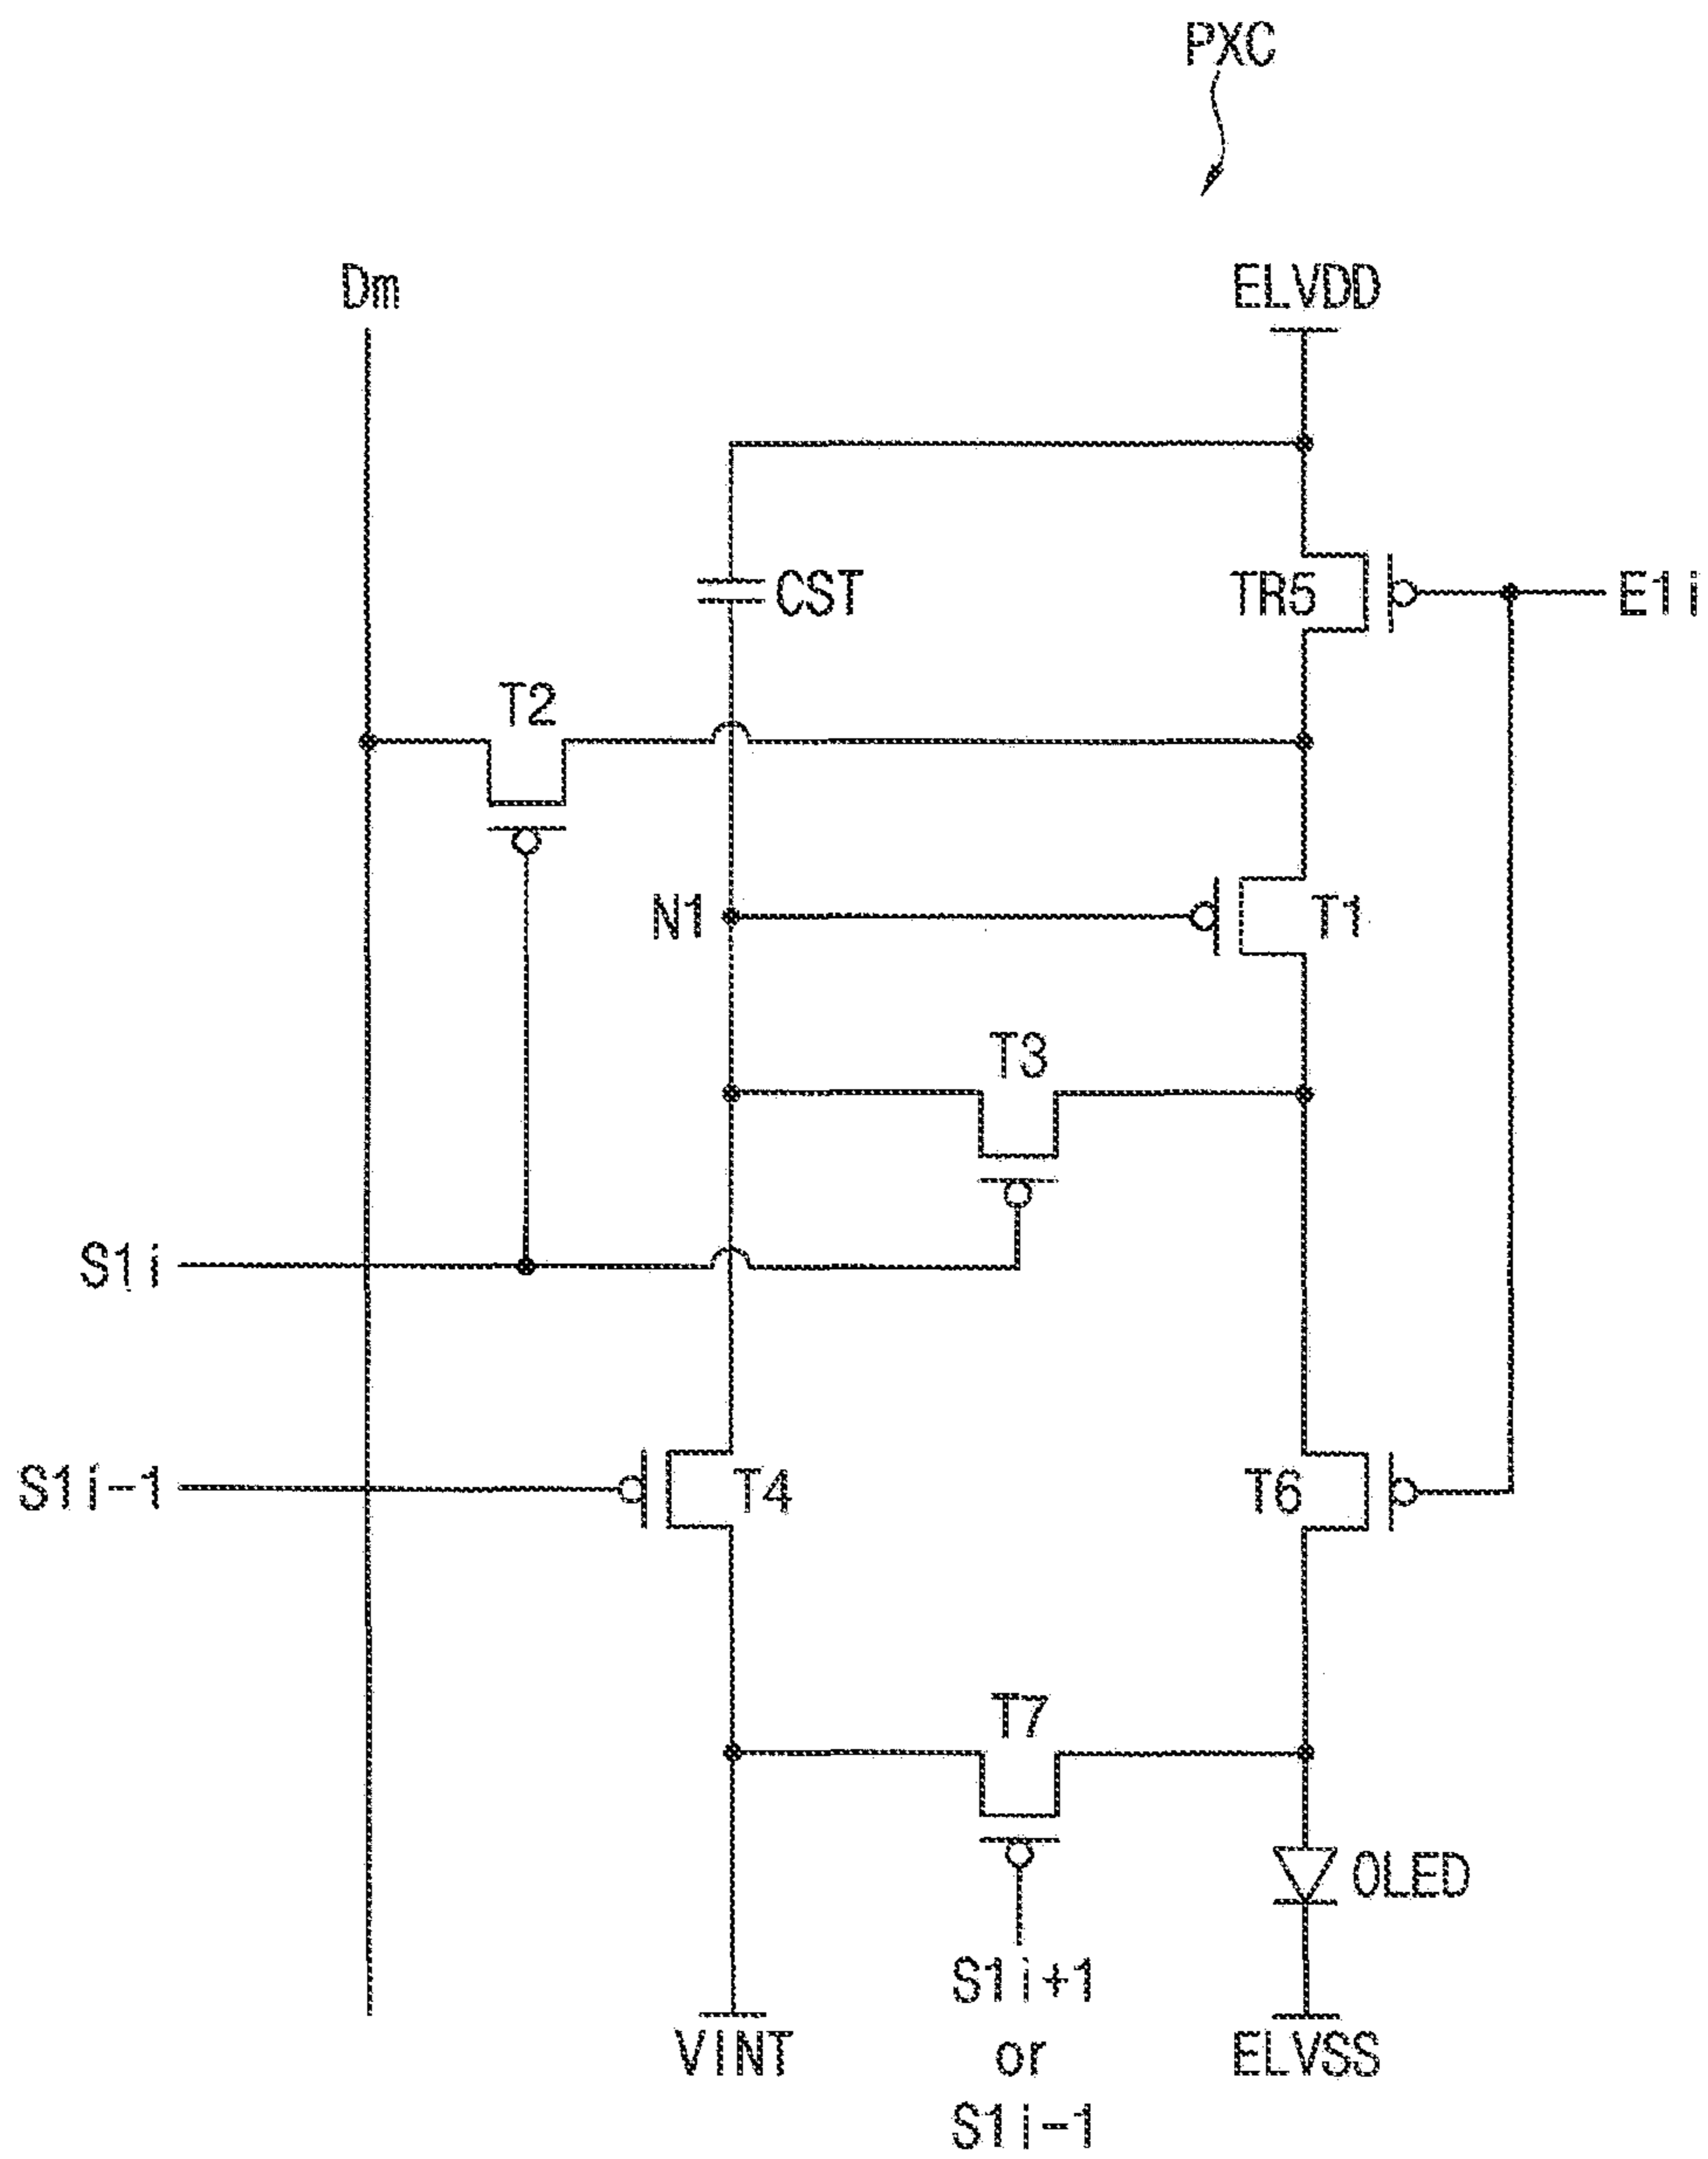 PXC
Dm
ELVDD
CST
TR5
E1i
T2
N1
T1
T3
S1i
S1i-1
T4
T6
T7
OLED
S1i+1
or
S1i-1
VINT
ELVSS